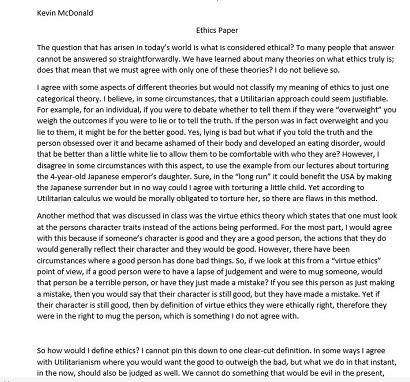 Kevin McDonald
Ethics Paper
The question that has arisen in today's world is what is considered ethical? To many people that answer
cannot be answered so straightforwardly. We have learned about many theories on what ethics truly is;
does that mean that we must agree with only one of these theories? I do not believe so.
I agree with some aspects of different theories but would not classify my meaning of ethics to just one
categorical theory. I believe, in some circumstances, that a Utilitarian approach could seem justifiable.
For example, for an individual, if you were to debate whether to tell them if they were "overweight" you
weigh the outcomes if you were to lie or to tell the truth. If the person was in fact overweight and you
lie to them, it might be for the better good. Yes, lying is bad but what if you told the truth and the
person obsessed over it and became ashamed of their body and developed an eating disorder, would
that be better than a little white lie to allow them to be comfortable with who they are? However, I
disagree in some circumstances with this aspect, to use the example from our lectures about torturing
the 4-year-old Japanese emperor's daughter. Sure, in the "long run" it could benefit the USA by making
the Japanese surrender but in no way could I agree with torturing a little child. Yet according to
Utilitarian calculus we would be morally obligated to torture her, so there are flaws in this method.
Another method that was discussed in class was the virtue ethics theory which states that one must look
at the persons character traits instead of the actions being performed. For the most part, I would agree
with this because if someone's character is good and they are a good person, the actions that they do
would generally reflect their character and they would be good. However, there have been
circumstances where a good person has done bad things. So, if we look at this from a "virtue ethics"
point of view, if a good person were to have a lapse of judgement and were to mug someone, would
that person be a terrible person, or have they just made a mistake? If you see this person as just making
a mistake, then you would say that their character is still good, but they have made a mistake. Yet if
their character is still good, then by definition of virtue ethics they were ethically right, therefore they
were in the right to mug the person, which is something I do not agree with.
So how would I define ethics? I cannot pin this down to one clear-cut definition. In some ways I agree
with Utilitarianism where you would want the good to outweigh the bad, but what we do in that instant,
in the now, should also be judged as well. We cannot do something that would be evil in the present,